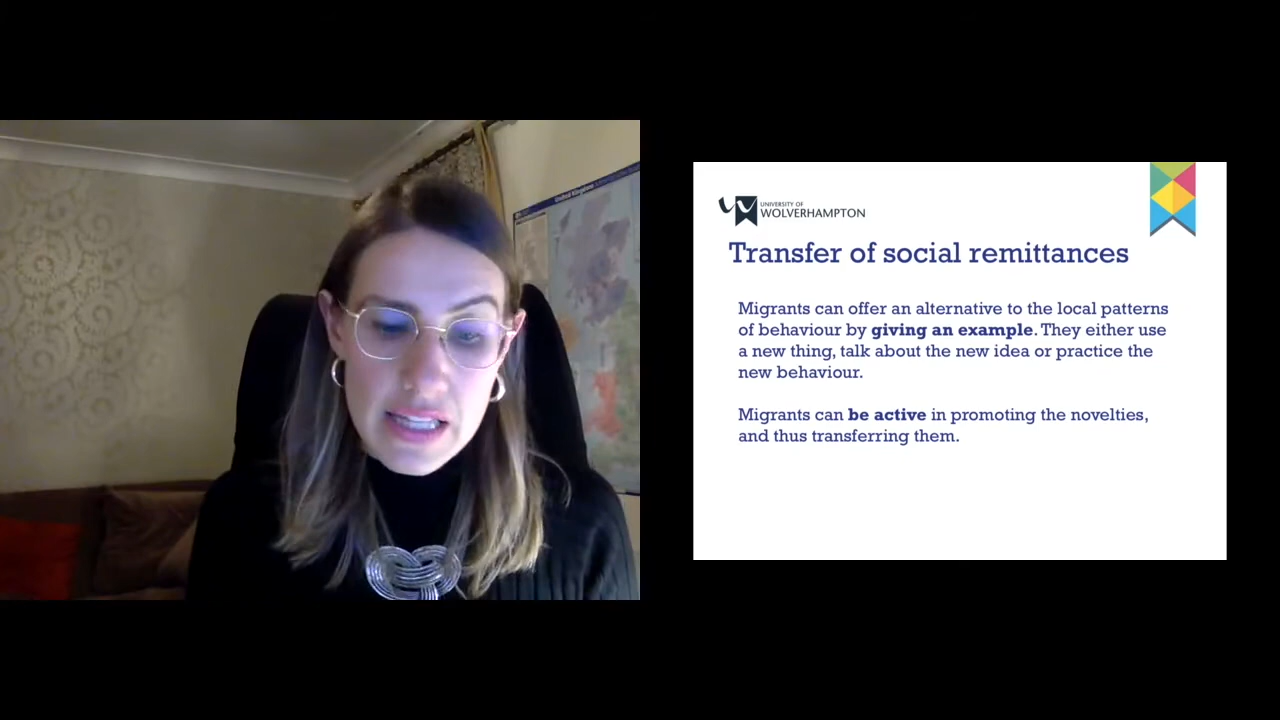 United Kingdom
UNIVERSITY OF
WOLVERHAMPTON
Transfer of social remittances
Migrants can offer an alternative to the local patterns
of behaviour by giving an example. They either use
a new thing, talk about the new idea or practice the
new behaviour.
Migrants can be active in promoting the novelties,
and thus transferring them.